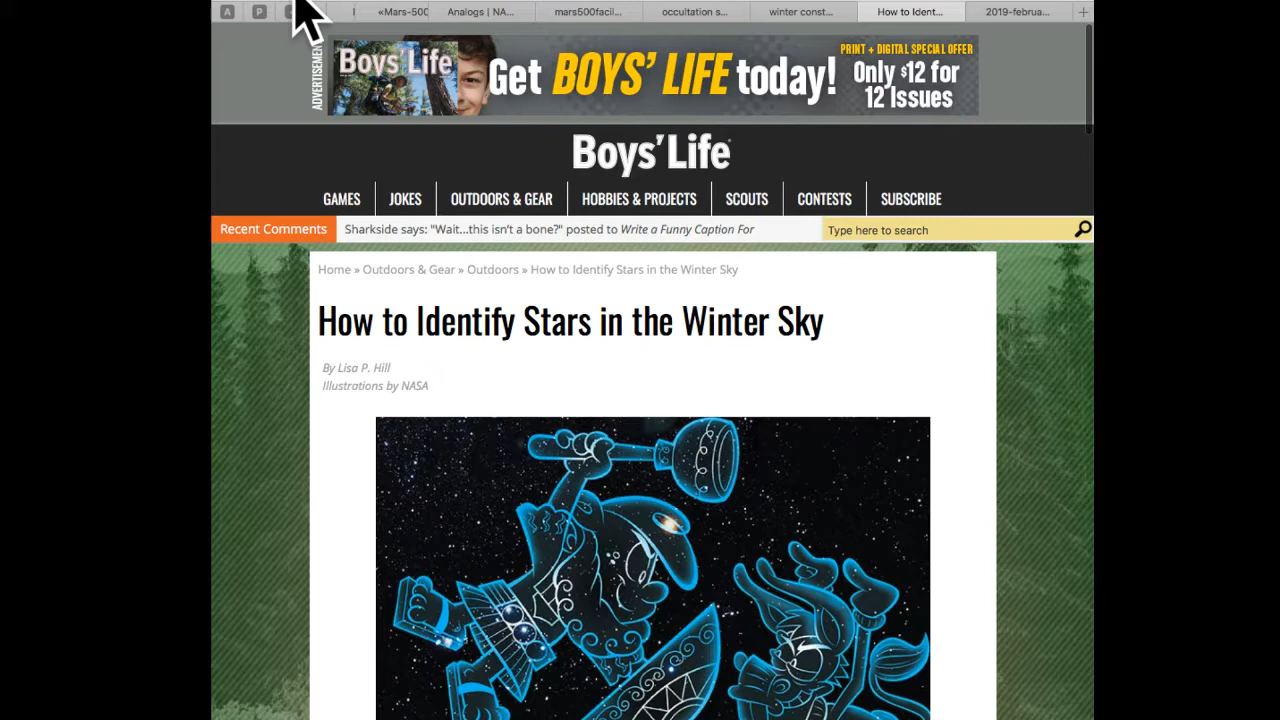 A P «Mars-500 Analogs | NA... mars500facil... occultation s... winter const... How to Ident... 2019-februa... +
ADVERTISEMEN
Boys' Life
Get BOYS' LIFE today!
PRINT + DIGITAL SPECIAL OFFER
Only $12 for
12 Issues
Boys' Life
GAMES JOKES OUTDOORS & GEAR HOBBIES & PROJECTS SCOUTS CONTESTS SUBSCRIBE
Recent Comments Sharkside says: "Wait...this isn't a bone?" posted to Write a Funny Caption For Type here to search
Home » Outdoors & Gear » Outdoors » How to Identify Stars in the Winter Sky
How to Identify Stars in the Winter Sky
By Lisa P. Hill
Illustrations by NASA